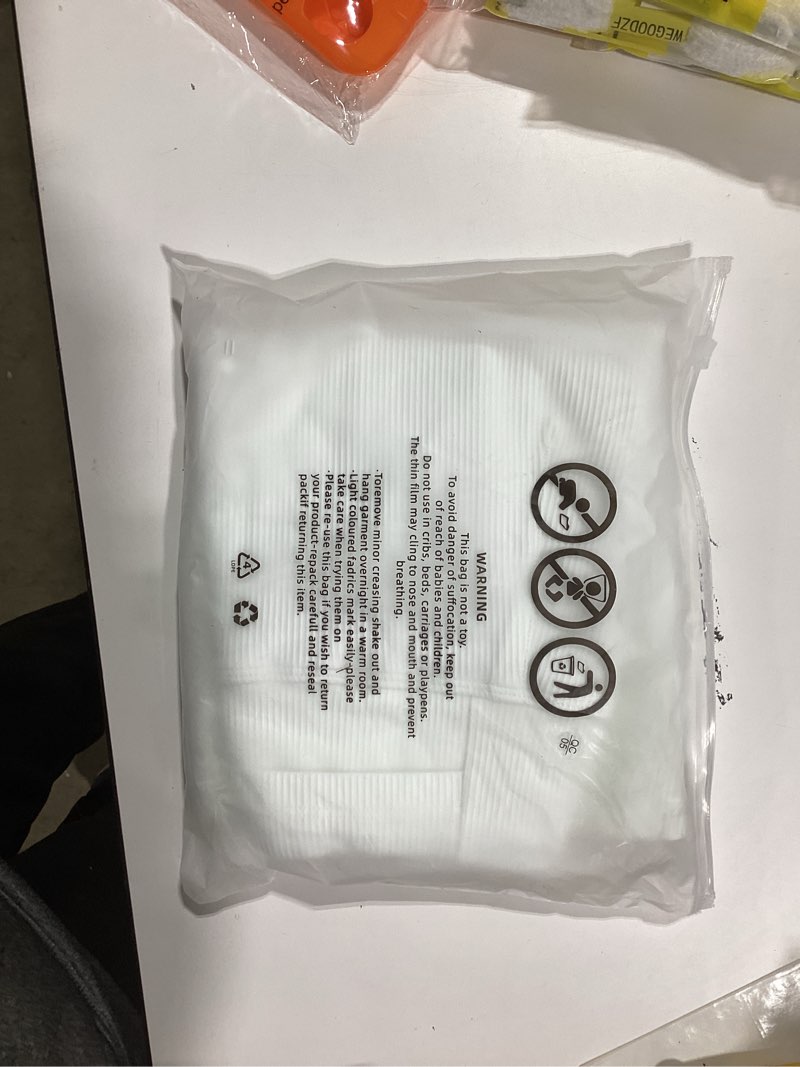 WARNING
This bag is not a toy.
To avoid danger of suffocation, keep out
of reach of babies and children.
Do not use in cribs, beds, carriages or playpens.
The thin film may cling to nose and mouth and prevent
breathing.
·Toremove minor creasing shake out and
hang garment overnight in a warm room.
·Light coloured fadrics mark easily-please
take care when trying them on
·Please re-use this bag if you wish to return
your product-repack carefull and reseal
packif returning this item.
4
LDPE
QC
05
WEGOODZF